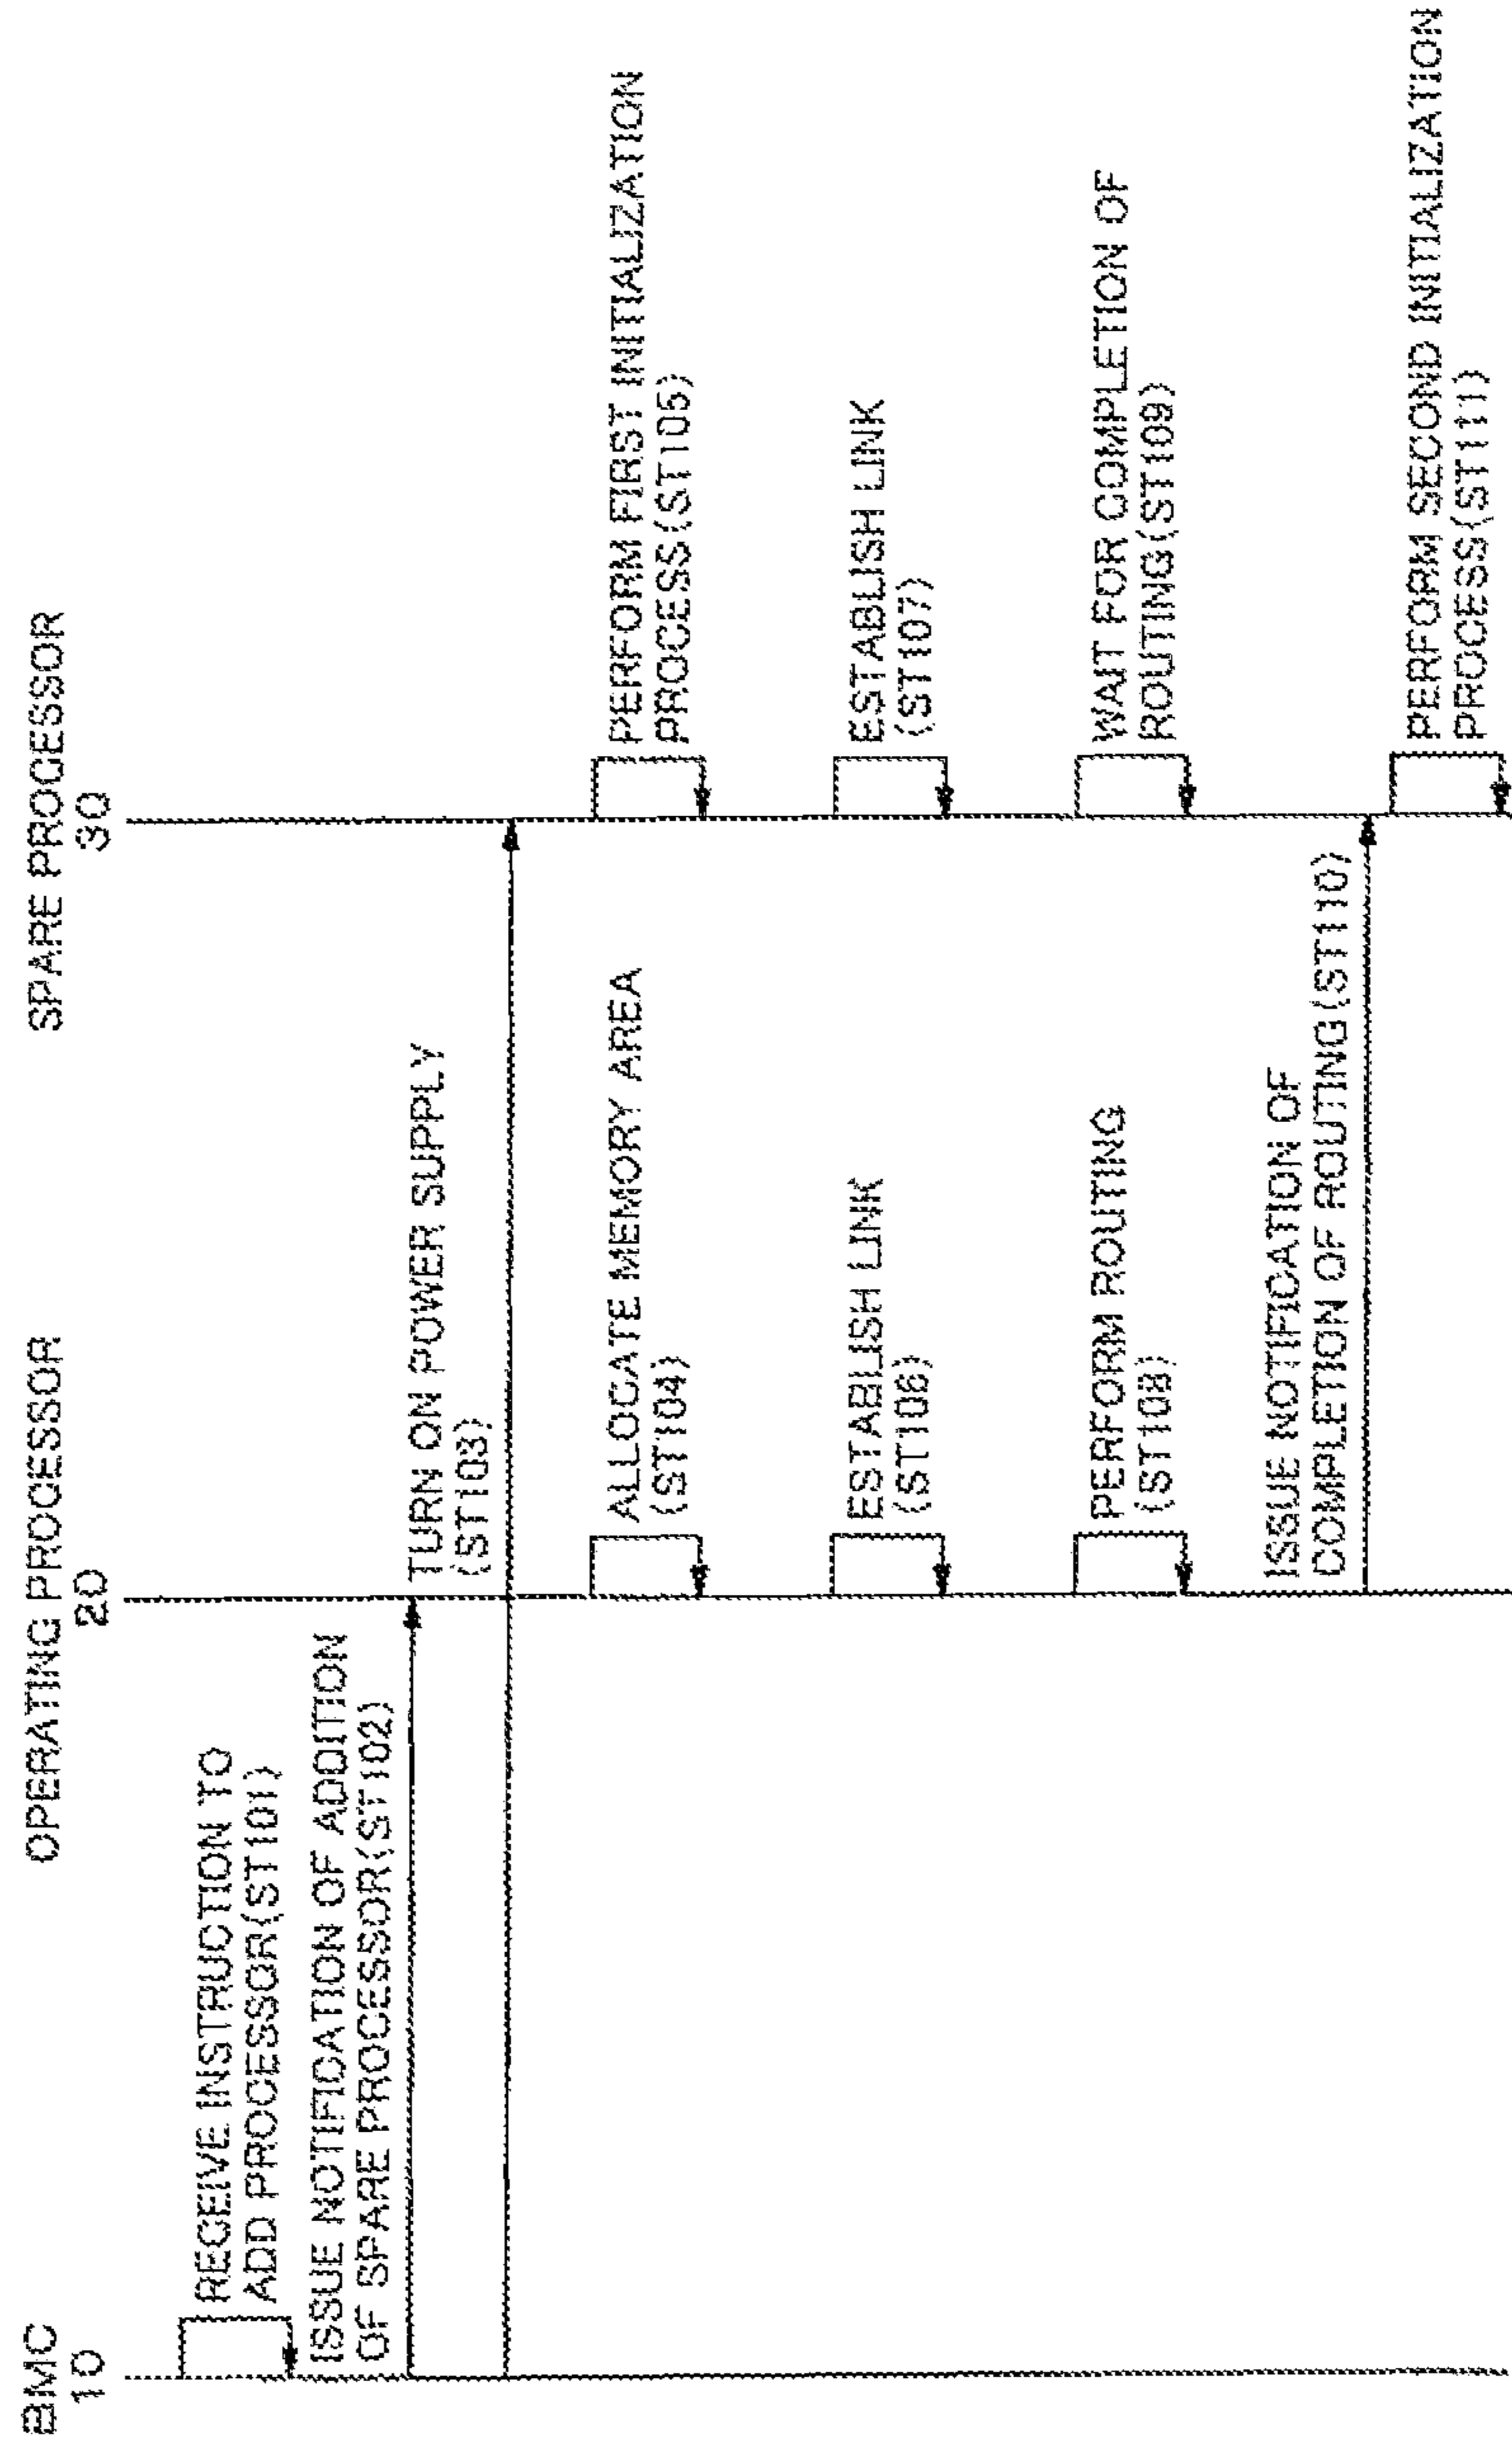 BMC
10
OPERATING PROCESSOR
20
SPARE PROCESSOR
30
RECEIVE INSTRUCTION TO
ADD PROCESSOR(ST101)
ISSUE NOTIFICATION OF ADDITION
OF SPARE PROCESSOR(ST102)
TURN ON POWER SUPPLY
(ST103)
ALLOCATE MEMORY AREA
(ST104)
PERFORM FIRST INITIALIZATION
PROCESS(ST105)
ESTABLISH LINK
(ST106)
ESTABLISH LINK
(ST107)
PERFORM ROUTING
(ST108)
WAIT FOR COMPLETION OF
ROUTING(ST109)
ISSUE NOTIFICATION OF
COMPLETION OF ROUTING(ST110)
PERFORM SECOND INITIALIZATION
PROCESS(ST111)